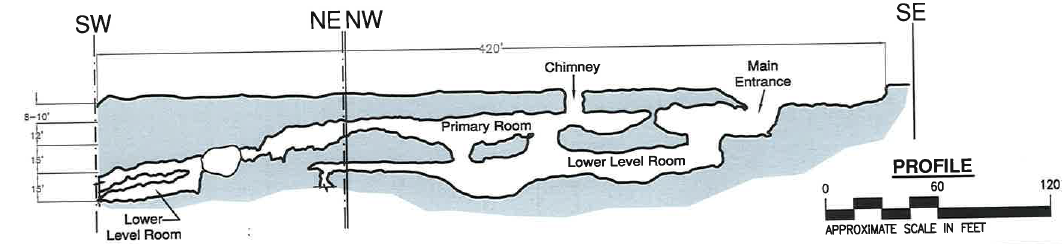 SW
NE NW
SE
420'
Chimney
Main
Entrance
8-10'
12'
15'
15'
Primary Room
Lower Level Room
Lower
Level Room
PROFILE
0 60 120
APPROXIMATE SCALE IN FEET